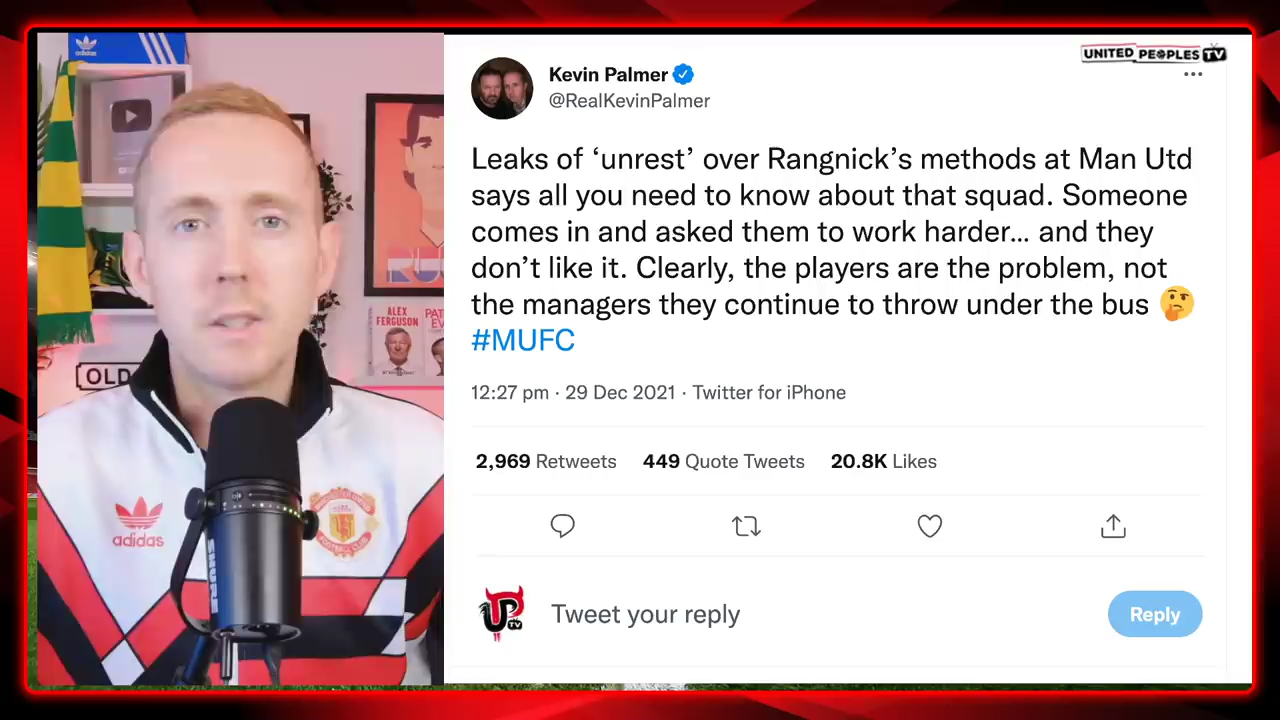 UNITED PEOPLES TV
Kevin Palmer
@RealKevinPalmer
Leaks of ‘unrest’ over Rangnick’s methods at Man Utd
says all you need to know about that squad. Someone
comes in and asked them to work harder... and they
don’t like it. Clearly, the players are the problem, not
the managers they continue to throw under the bus 🤔
#MUFC
12:27 pm · 29 Dec 2021 · Twitter for iPhone
2,969 Retweets 449 Quote Tweets 20.8K Likes
Tweet your reply
Reply
adidas
ALEX
FERGUSON
OLD
adidas
SHURE
UP
TV